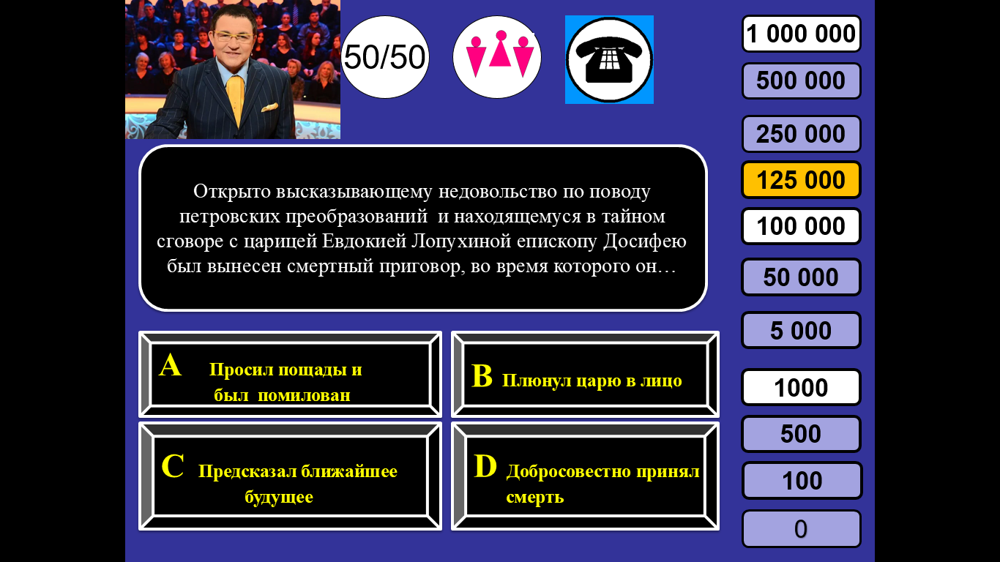 50/50
1 000 000
500 000
250 000
125 000
100 000
50 000
5 000
1000
500
100
0
Открыто высказывающему недовольство по поводу
петровских преобразований  и находящемуся в тайном
сговоре с царицей Евдокией Лопухиной епископу Досифею
был вынесен смертный приговор, во время которого он…
A Просил пощады и
был  помилован
B Плюнул царю в лицо
C Предсказал ближайшее
будущее
D Добросовестно принял
смерть